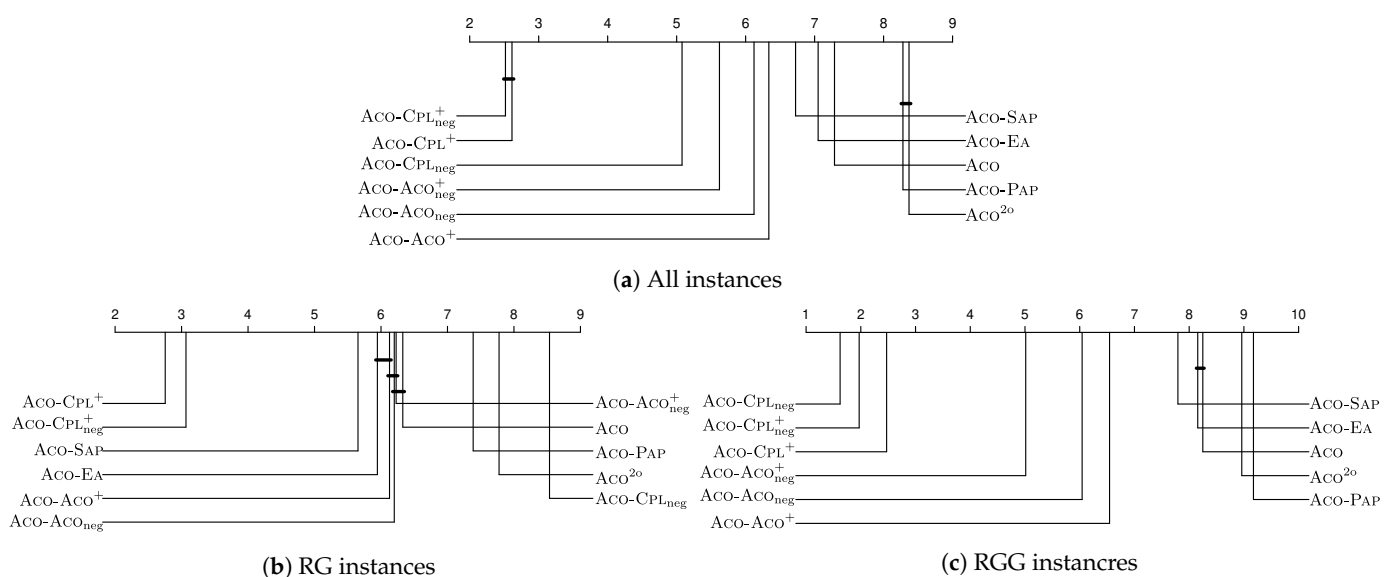 2 3 4 5 6 7 8 9
Aco-Cpl⁺neg
Aco-Cpl⁺
Aco-Cplneg
Aco-Aco⁺neg
Aco-Aconeg
Aco-Aco⁺
Aco-Sap
Aco-Ea
Aco
Aco-Pap
Aco²ᵒ
(a) All instances
2 3 4 5 6 7 8 9
Aco-Cpl⁺
Aco-Cpl⁺neg
Aco-Sap
Aco-Ea
Aco-Aco⁺
Aco-Aconeg
Aco-Aco⁺neg
Aco
Aco-Pap
Aco²ᵒ
Aco-Cplneg
(b) RG instances
1 2 3 4 5 6 7 8 9 10
Aco-Cplneg
Aco-Cpl⁺neg
Aco-Cpl⁺
Aco-Aco⁺neg
Aco-Aconeg
Aco-Aco⁺
Aco-Sap
Aco-Ea
Aco
Aco²ᵒ
Aco-Pap
(c) RGG instancres